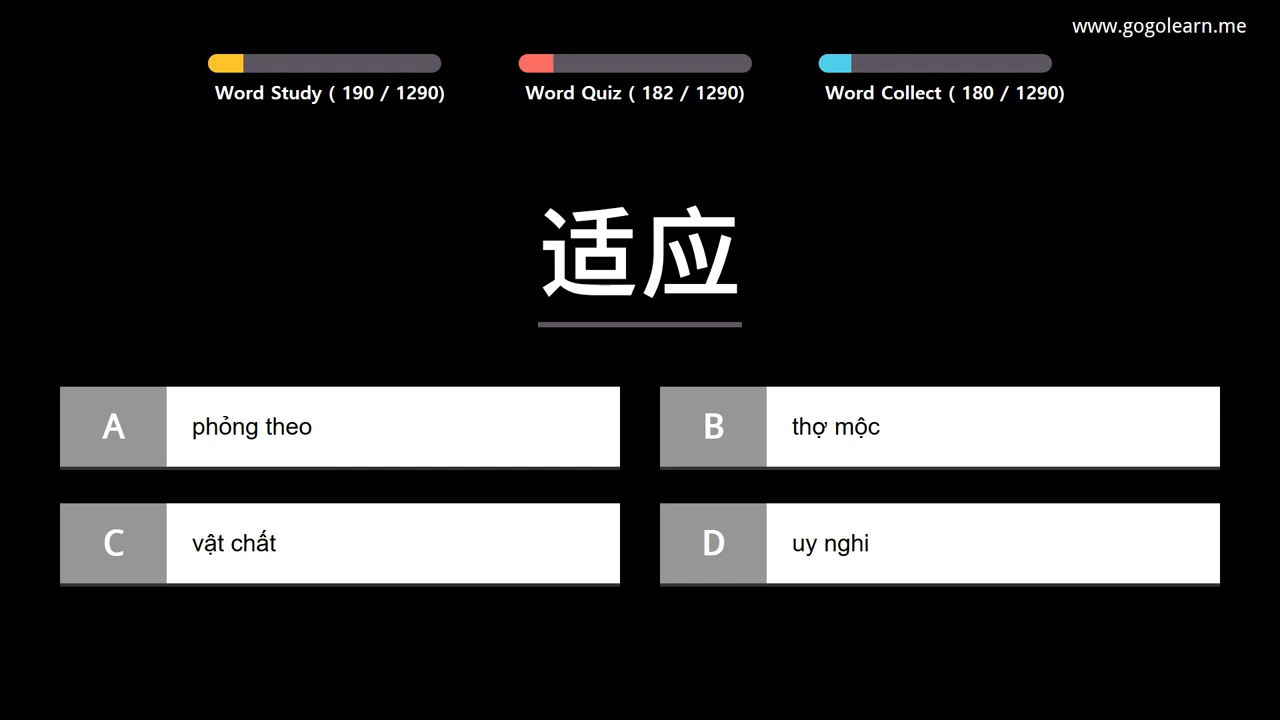 www.gogolearn.me
Word Study ( 190 / 1290)
Word Quiz ( 182 / 1290)
Word Collect ( 180 / 1290)
适应
A phỏng theo
B thợ mộc
C vật chất
D uy nghi